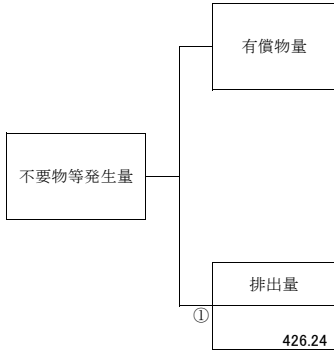 有償物量
不要物等発生量
排出量
①
426.24